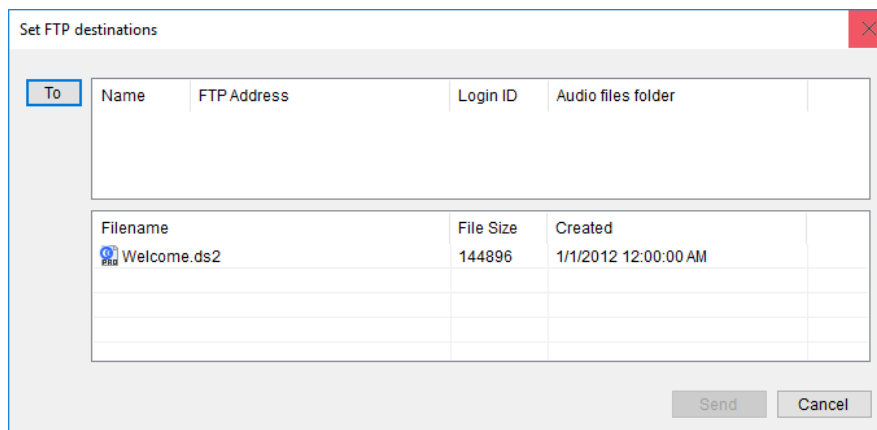 Set FTP destinations
To
Name FTP Address Login ID Audio files folder
Filename File Size Created
PRO Welcome.ds2 144896 1/1/2012 12:00:00 AM
Send Cancel